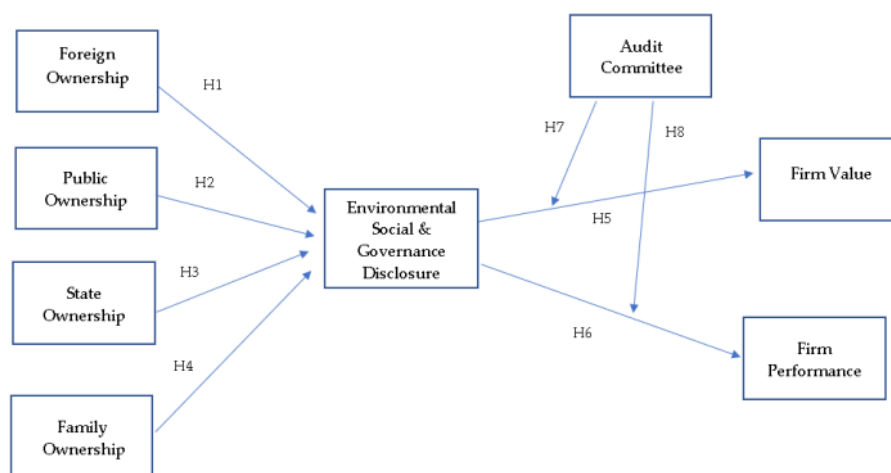 Foreign
Ownership
H1
Public
Ownership
H2
State
Ownership
H3
Family
Ownership
H4
Environmental
Social &
Governance
Disclosure
Audit
Committee
H7
H8
H5
H6
Firm Value
Firm
Performance